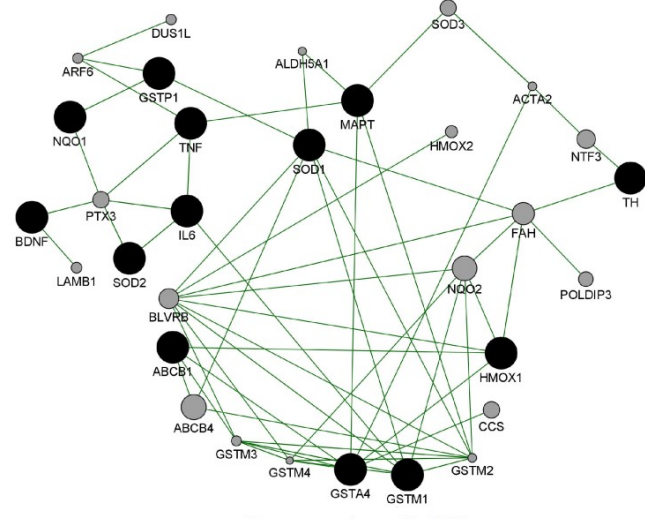 SOD3
DUS1L
ARF6
ALDH5A1
GSTP1
ACTA2
MAPT
NQO1
TNF
HMOX2
NTF3
SOD1
TH
PTX3
BDNF
IL6
FAH
LAMB1
SOD2
NQO2
POLDIP3
BLVRB
ABCB1
HMOX1
ABCB4
CCS
GSTM3
GSTM4
GSTM2
GSTA4
GSTM1